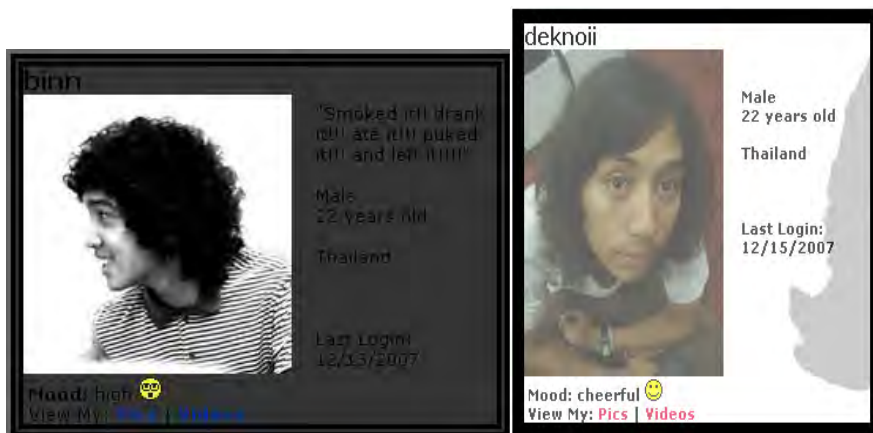 binn
"Smoked it!! drank
it!!! ate it!!! puked
it!!! and left it!!!!!"
Male
22 years old
Thailand
Last Login:
12/13/2007
Mood: high
View My: Pics | Videos
deknoii
Male
22 years old
Thailand
Last Login:
12/15/2007
Mood: cheerful
View My: Pics | Videos